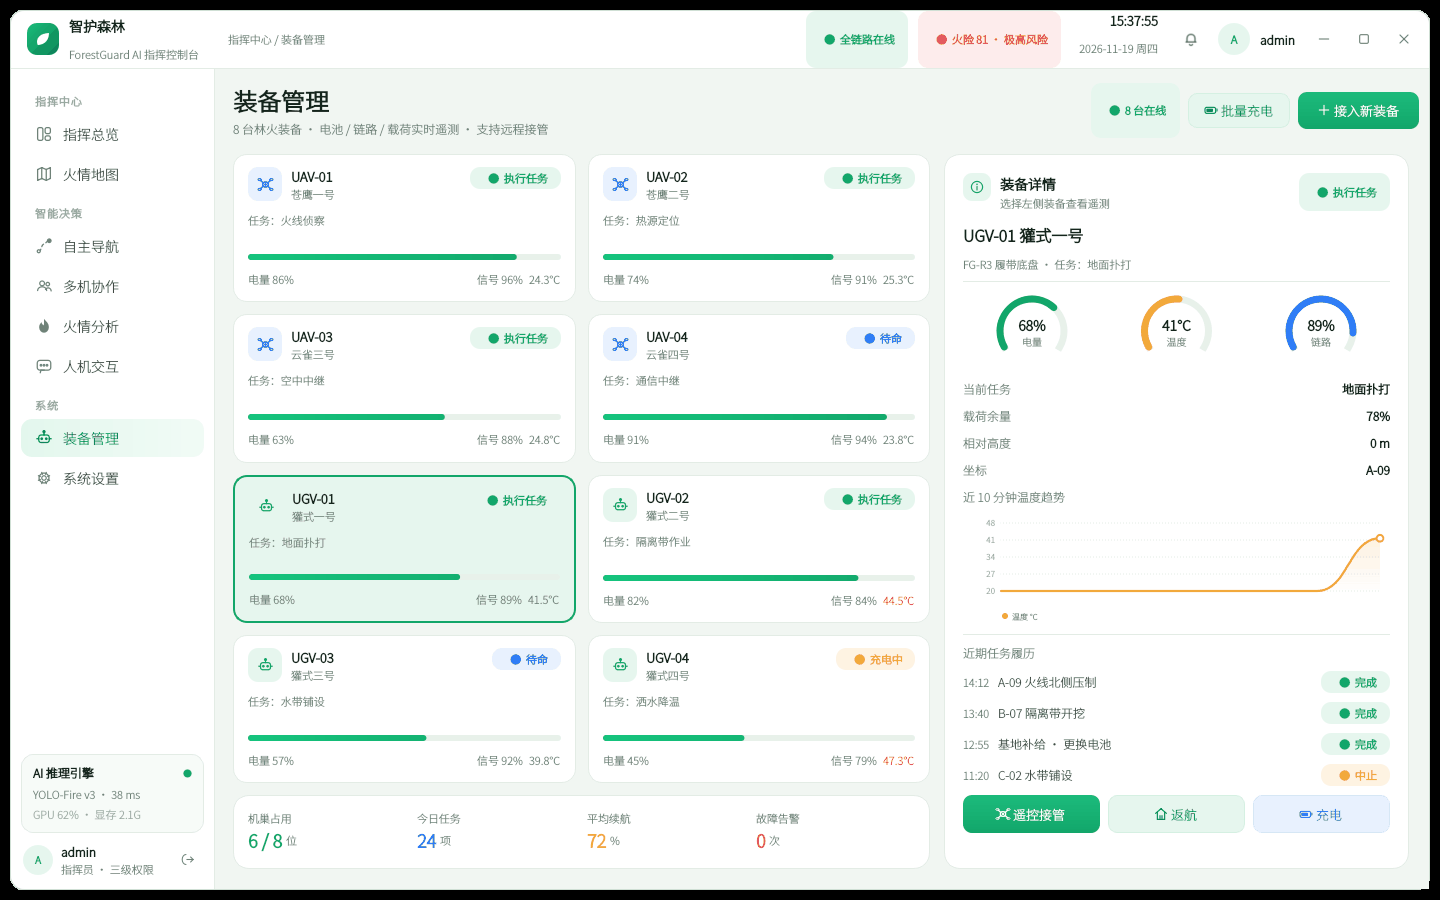 智护森林
ForestGuard AI 指挥控制台
指挥中心 / 装备管理
全链路在线
火险 81 · 极高风险
15:37:55
2026-11-19 周四
A
admin
指挥中心
指挥总览
火情地图
智能决策
自主导航
多机协作
火情分析
人机交互
系统
装备管理
系统设置
AI 推理引擎
YOLO-Fire v3 · 38 ms
GPU 62% · 显存 2.1G
A
admin
指挥员 · 三级权限
装备管理
8 台林火装备 · 电池 / 链路 / 载荷实时遥测 · 支持远程接管
8 台在线
批量充电
接入新装备
UAV-01
苍鹰一号
执行任务
任务：火线侦察
电量 86%
信号 96% 24.3°C
UAV-02
苍鹰二号
执行任务
任务：热源定位
电量 74%
信号 91% 25.3°C
UAV-03
云雀三号
执行任务
任务：空中中继
电量 63%
信号 88% 24.8°C
UAV-04
云雀四号
待命
任务：通信中继
电量 91%
信号 94% 23.8°C
UGV-01
獾式一号
执行任务
任务：地面扑打
电量 68%
信号 89% 41.5°C
UGV-02
獾式二号
执行任务
任务：隔离带作业
电量 82%
信号 84% 44.5°C
UGV-03
獾式三号
待命
任务：水带铺设
电量 57%
信号 92% 39.8°C
UGV-04
獾式四号
充电中
任务：洒水降温
电量 45%
信号 79% 47.3°C
机巢占用
6 / 8 位
今日任务
24 项
平均续航
72 %
故障告警
0 次
装备详情
选择左侧装备查看遥测
执行任务
UGV-01 獾式一号
FG-R3 履带底盘 · 任务：地面扑打
68%
电量
41°C
温度
89%
链路
当前任务
地面扑打
载荷余量
78%
相对高度
0 m
坐标
A-09
近 10 分钟温度趋势
48
41
34
27
20
温度 °C
近期任务履历
14:12 A-09 火线北侧压制
完成
13:40 B-07 隔离带开挖
完成
12:55 基地补给 · 更换电池
完成
11:20 C-02 水带铺设
中止
遥控接管
返航
充电